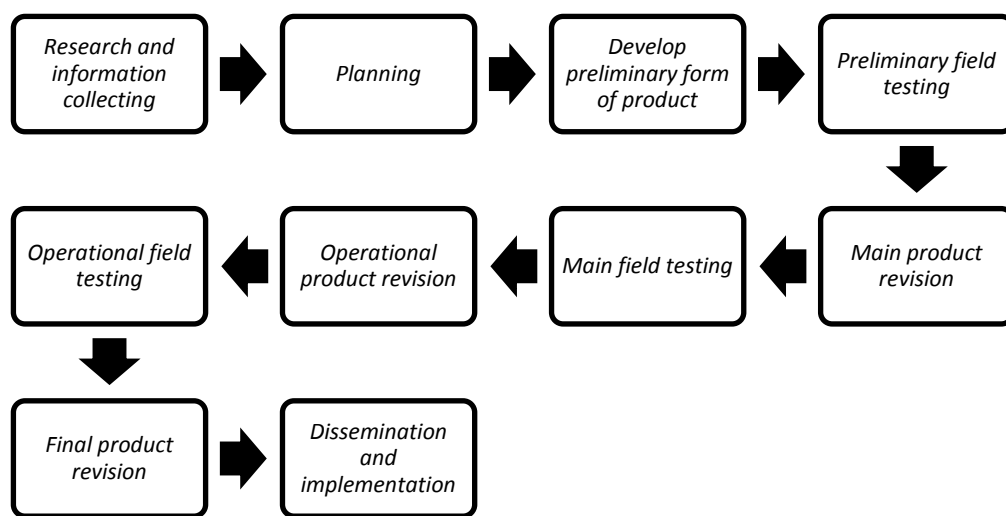 Research and
information
collecting
Planning
Develop
preliminary form
of product
Preliminary field
testing
Main product
revision
Main field testing
Operational
product revision
Operational field
testing
Final product
revision
Dissemination
and
implementation